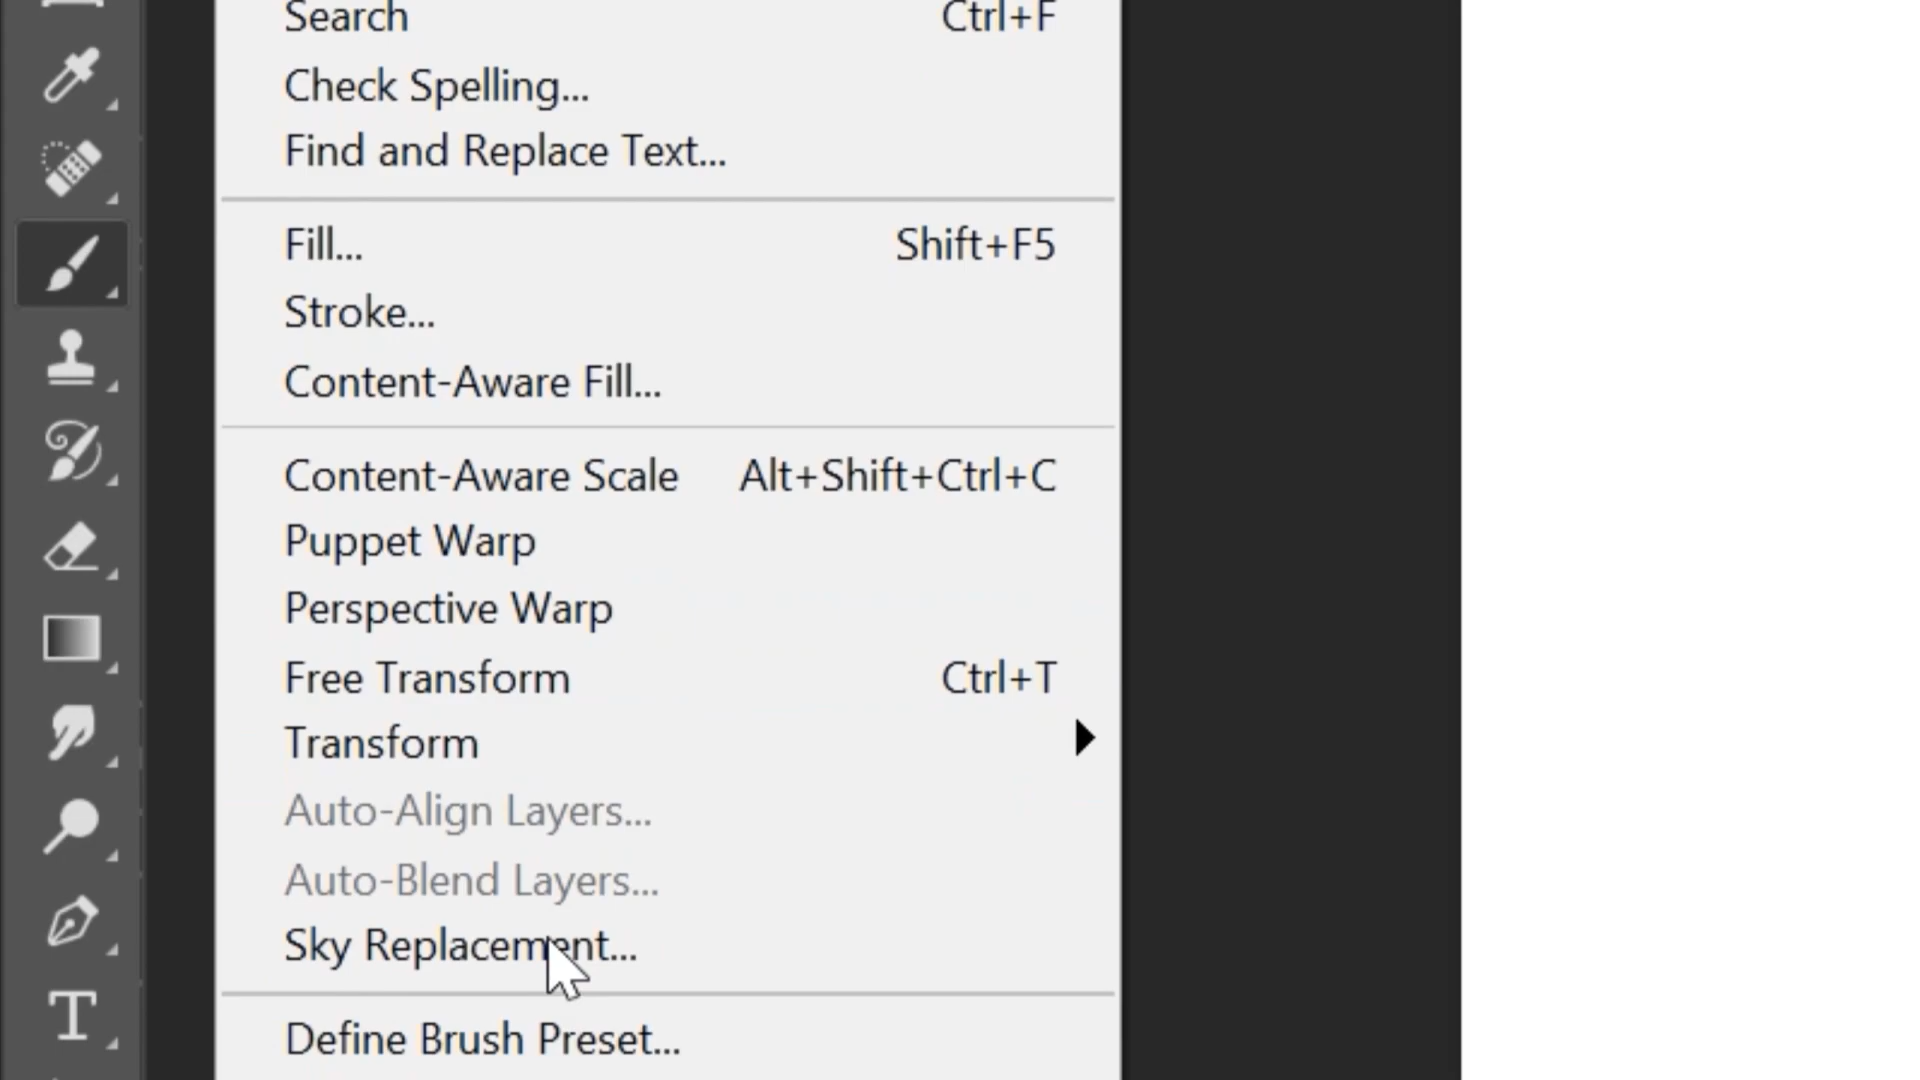 Search Ctrl+F
Check Spelling...
Find and Replace Text...
Fill... Shift+F5
Stroke...
Content-Aware Fill...
Content-Aware Scale Alt+Shift+Ctrl+C
Puppet Warp
Perspective Warp
Free Transform Ctrl+T
Transform
Auto-Align Layers...
Auto-Blend Layers...
Sky Replacement...
Define Brush Preset...